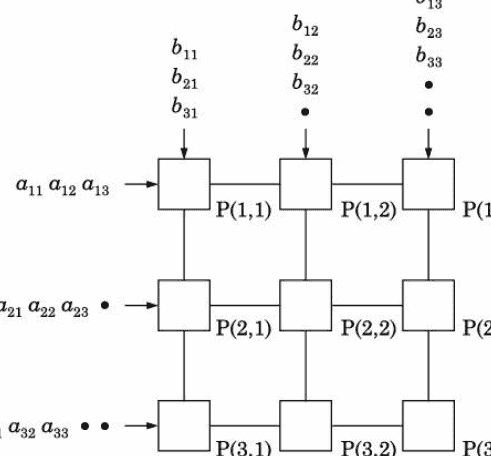 b13
b12 b23
b11 b22 b33
b21 b32 •
b31 • •
a11 a12 a13
P(1,1) P(1,2)
a21 a22 a23 •
P(2,1) P(2,2)
a32 a33 • •
P(3,1) P(3,2)